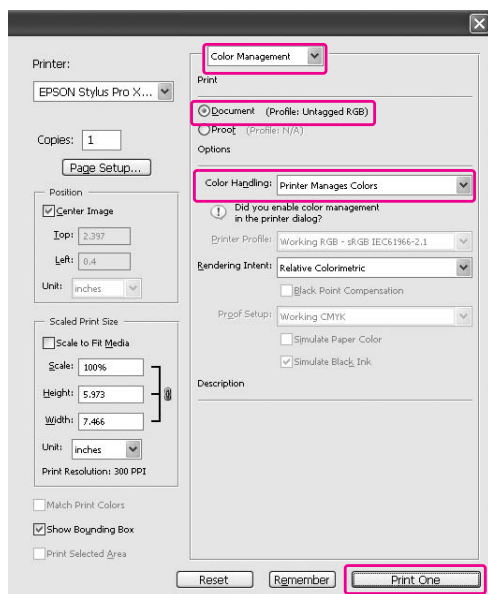 Printer:
EPSON Stylus Pro X...
Copies: 1
Page Setup...
Position
Center Image
Top: 2.397
Left: 0.4
Unit: inches
Scaled Print Size
Scale to Fit Media
Scale: 100%
Height: 5.973
Width: 7.466
Unit: inches
Print Resolution: 300 PPI
Match Print Colors
Show Bounding Box
Print Selected Area
Color Management
Print
Document (Profile: Untagged RGB)
Proof (Profile: N/A)
Options
Color Handling: Printer Manages Colors
Did you enable color management
in the printer dialog?
Printer Profile: Working RGB - sRGB IEC61966-2.1
Rendering Intent: Relative Colorimetric
Black Point Compensation
Proof Setup: Working CMYK
Simulate Paper Color
Simulate Black Ink
Description
Reset Remember Print One